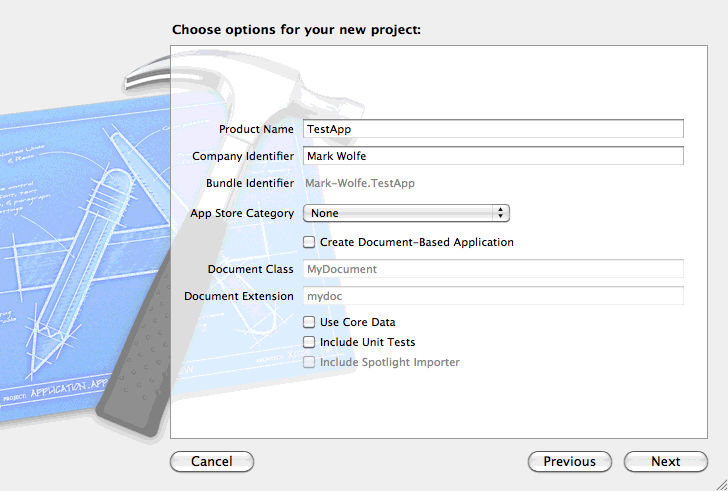 Choose options for your new project:
Product Name TestApp
Company Identifier Mark Wolfe
Bundle Identifier Mark-Wolfe.TestApp
App Store Category None
Create Document-Based Application
Document Class MyDocument
Document Extension mydoc
Use Core Data
Include Unit Tests
Include Spotlight Importer
PROJECT: APPLICATION.APP
Cancel Previous Next